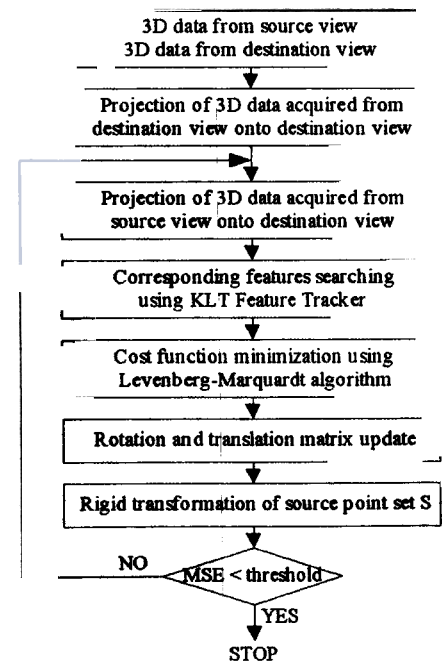 3D data from source view
3D data from destination view
Projection of 3D data acquired from
destination view onto destination view
Projection of 3D data acquired from
source view onto destination view
Corresponding features searching
using KLT Feature Tracker
Cost function minimization using
Levenberg-Marquardt algorithm
Rotation and translation matrix update
Rigid transformation of source point set S
NO
MSE < threshold
YES
STOP